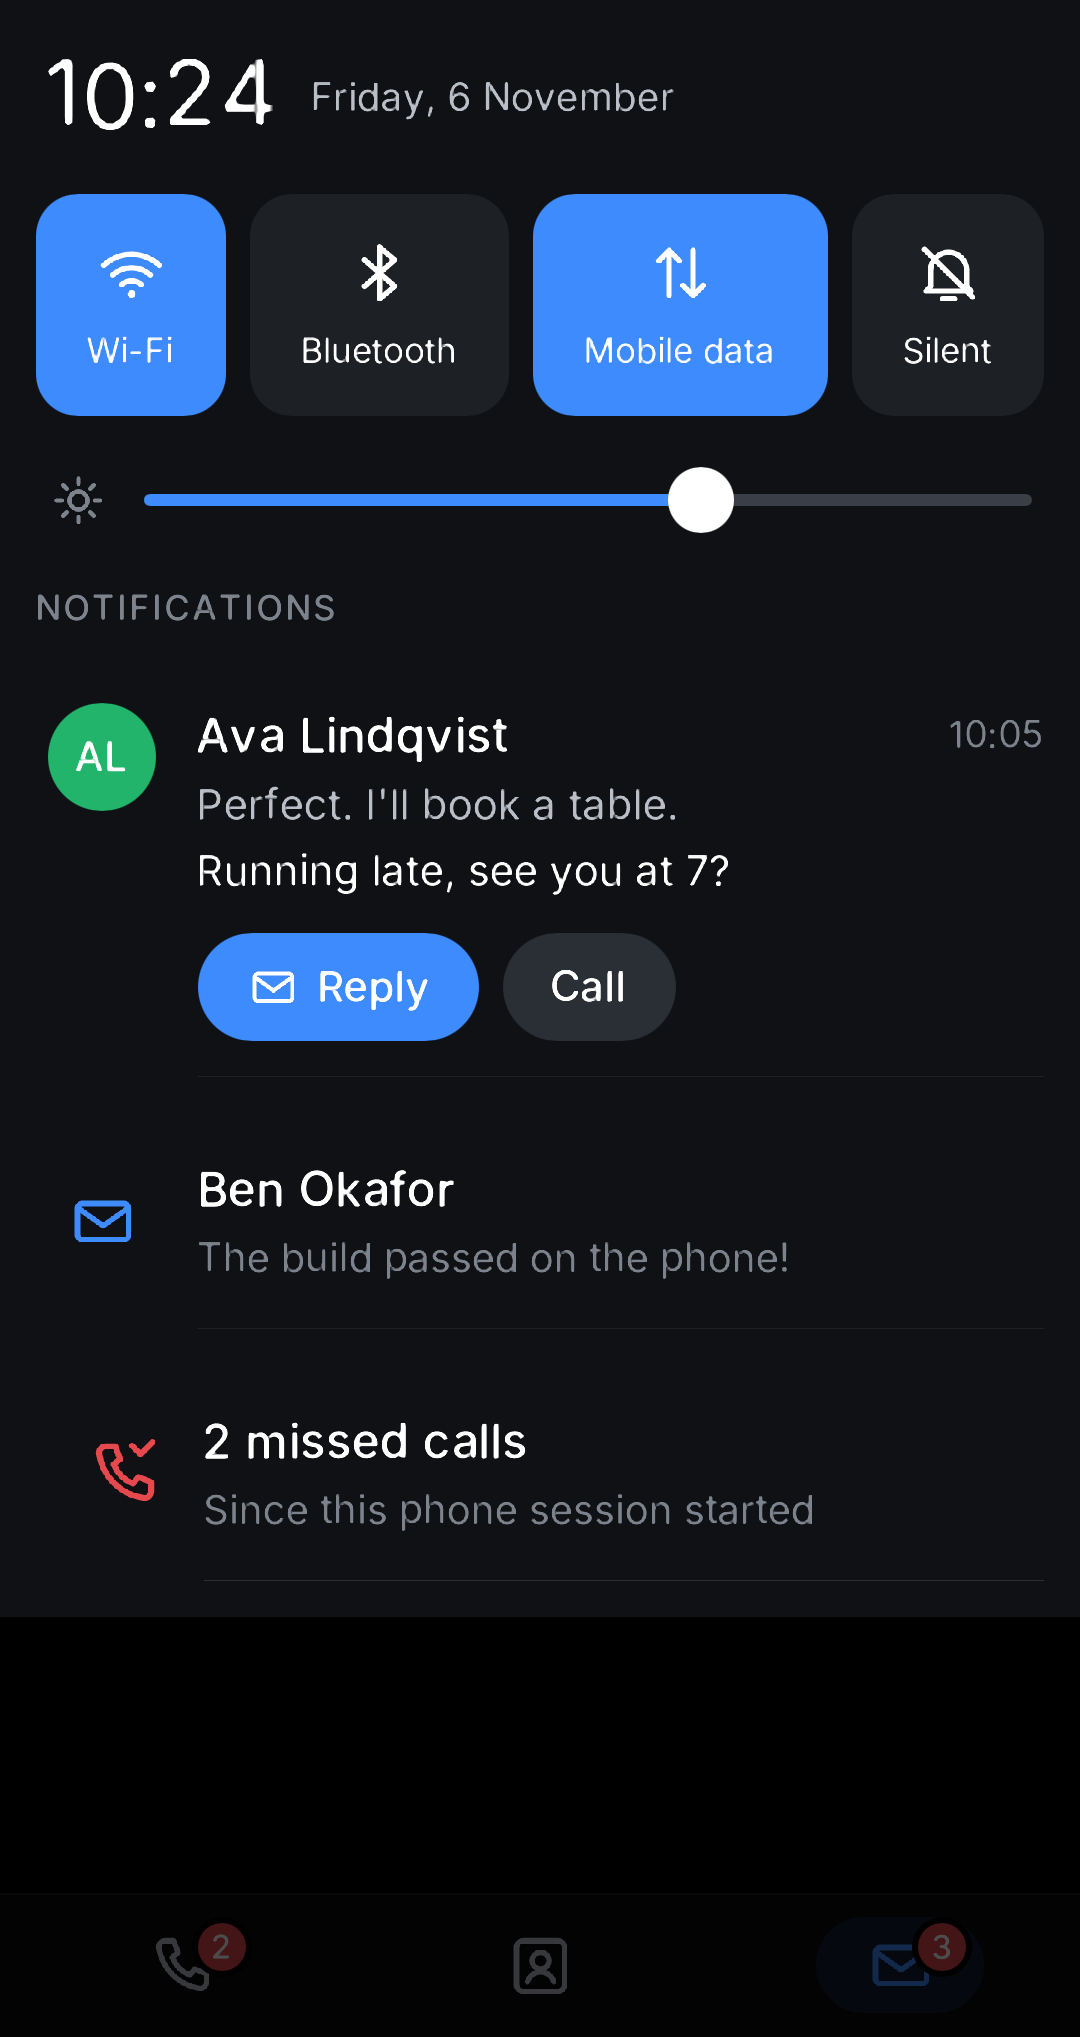 10:24 Friday, 6 November
Wi-Fi Bluetooth Mobile data Silent
NOTIFICATIONS
AL
Ava Lindqvist 10:05
Perfect. I'll book a table.
Running late, see you at 7?
Reply Call
Ben Okafor
The build passed on the phone!
2 missed calls
Since this phone session started
2 3